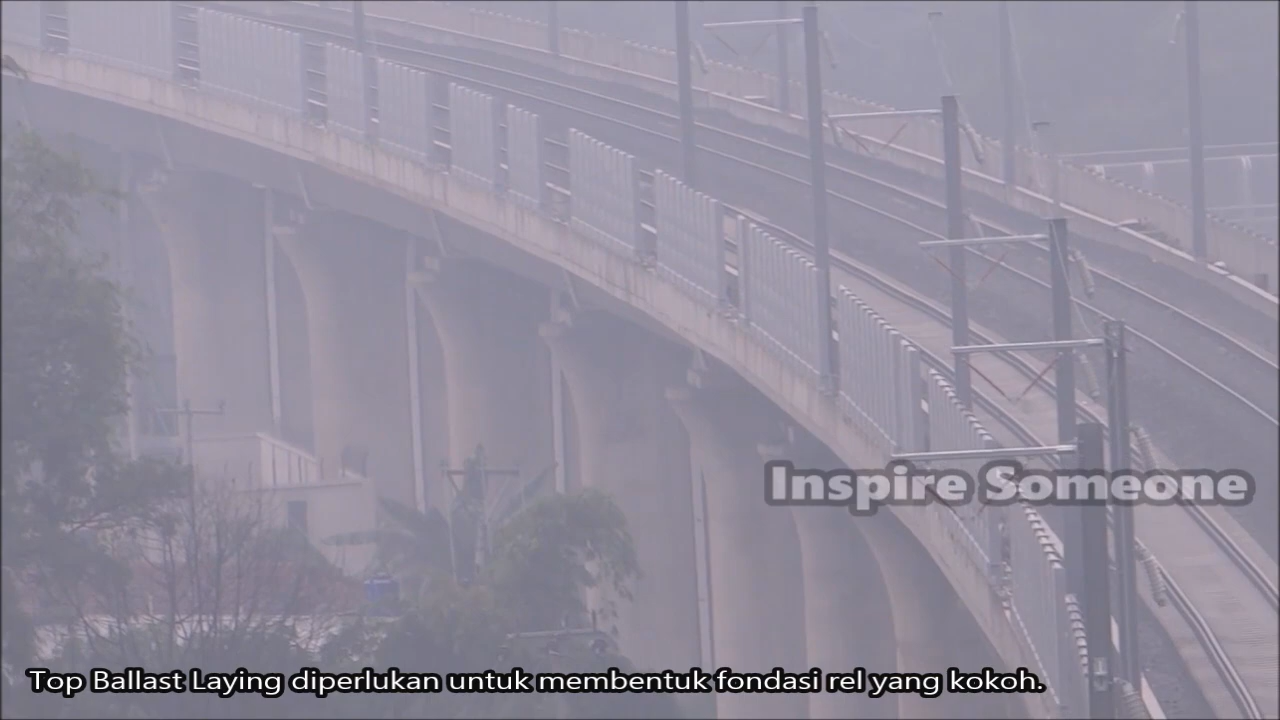 Inspire Someone
Top Ballast Laying diperlukan untuk membentuk fondasi rel yang kokoh.